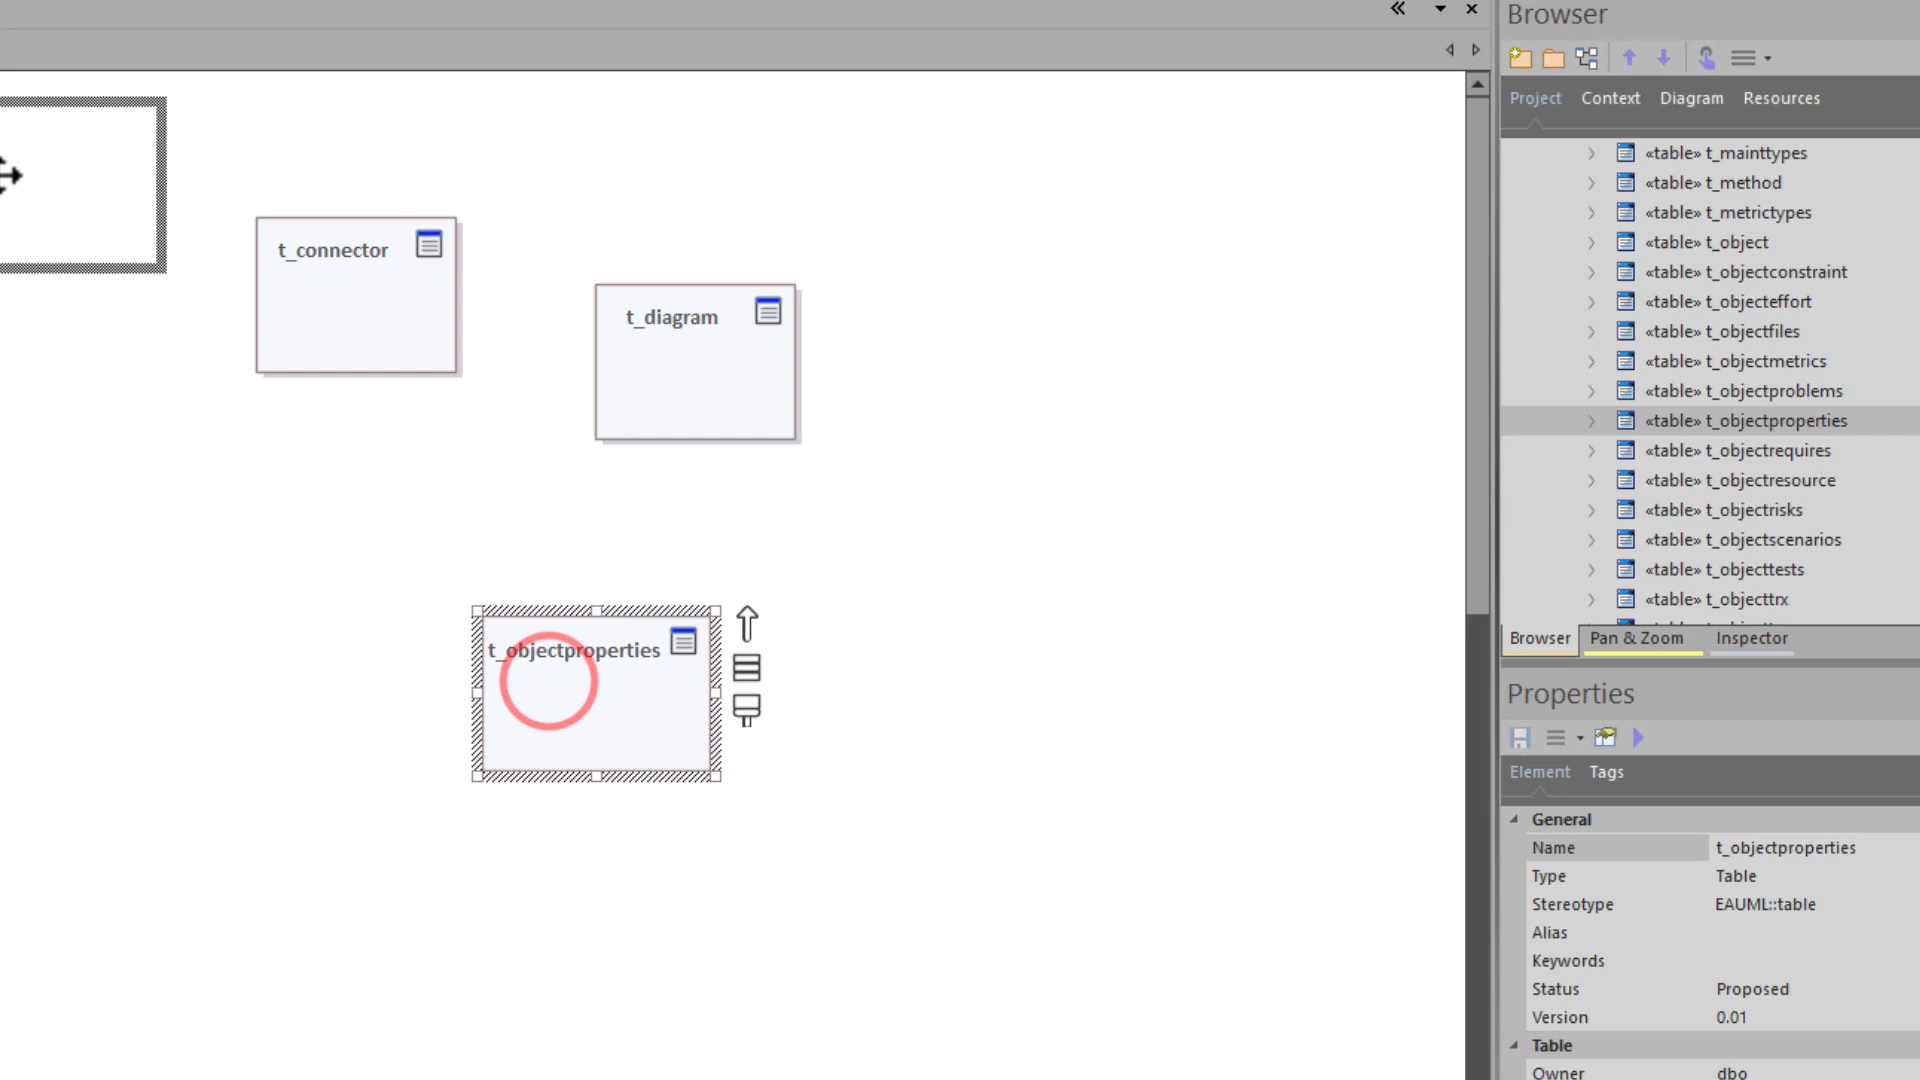 Browser
Project Context Diagram Resources
«table» t_mainttypes
«table» t_method
«table» t_metrictypes
«table» t_object
«table» t_objectconstraint
«table» t_objecteffort
«table» t_objectfiles
«table» t_objectmetrics
«table» t_objectproblems
«table» t_objectproperties
«table» t_objectrequires
«table» t_objectresource
«table» t_objectrisks
«table» t_objectscenarios
«table» t_objecttests
«table» t_objecttrx
Browser Pan & Zoom Inspector
t_connector
t_diagram
t_objectproperties
Properties
Element Tags
General
Name t_objectproperties
Type Table
Stereotype EAUML::table
Alias
Keywords
Status Proposed
Version 0.01
Table
Owner dbo